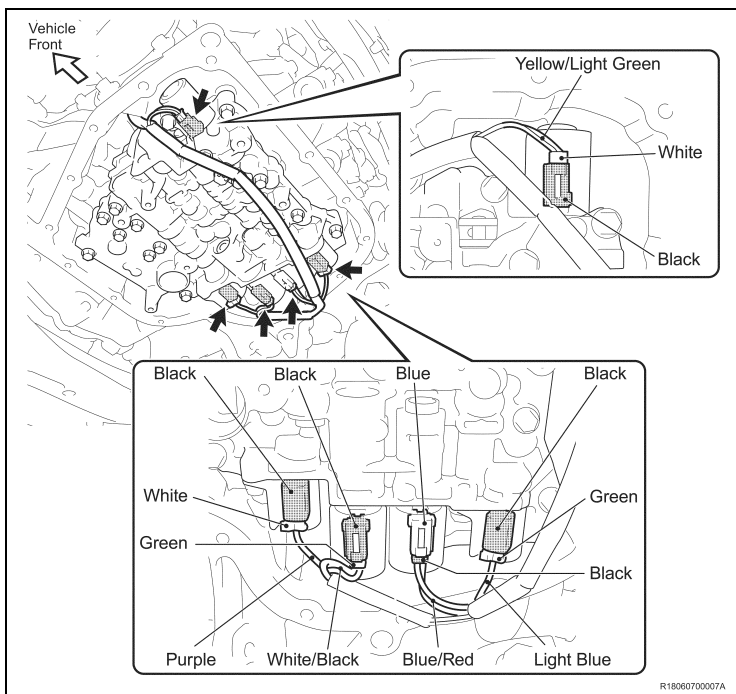 Vehicle
Front
Yellow/Light Green
White
Black
Black
Black
Blue
Black
White
Green
Green
Black
Purple
White/Black
Blue/Red
Light Blue
R18060700007A